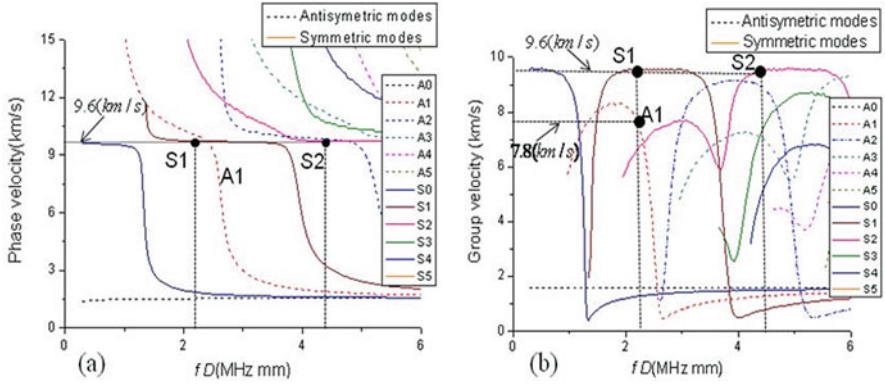 Antisymetric modes
Symmetric modes
15
12
9
6
3
0
Phase velocity(km/s)
9.6(km/s)
S1
S2
A1
A0
A1
A2
A3
A4
A5
S0
S1
S2
S3
S4
S5
0
2
4
6
fD(MHz mm)
(a)
Antisymetric modes
Symmetric modes
10
8
6
4
2
0
Group velocity (km/s)
9.6(km/s)
S1
S2
A1
7.8(km/s)
A0
A1
A2
A3
A4
A5
S0
S1
S2
S3
S4
S5
0
2
4
6
fD(MHz mm)
(b)